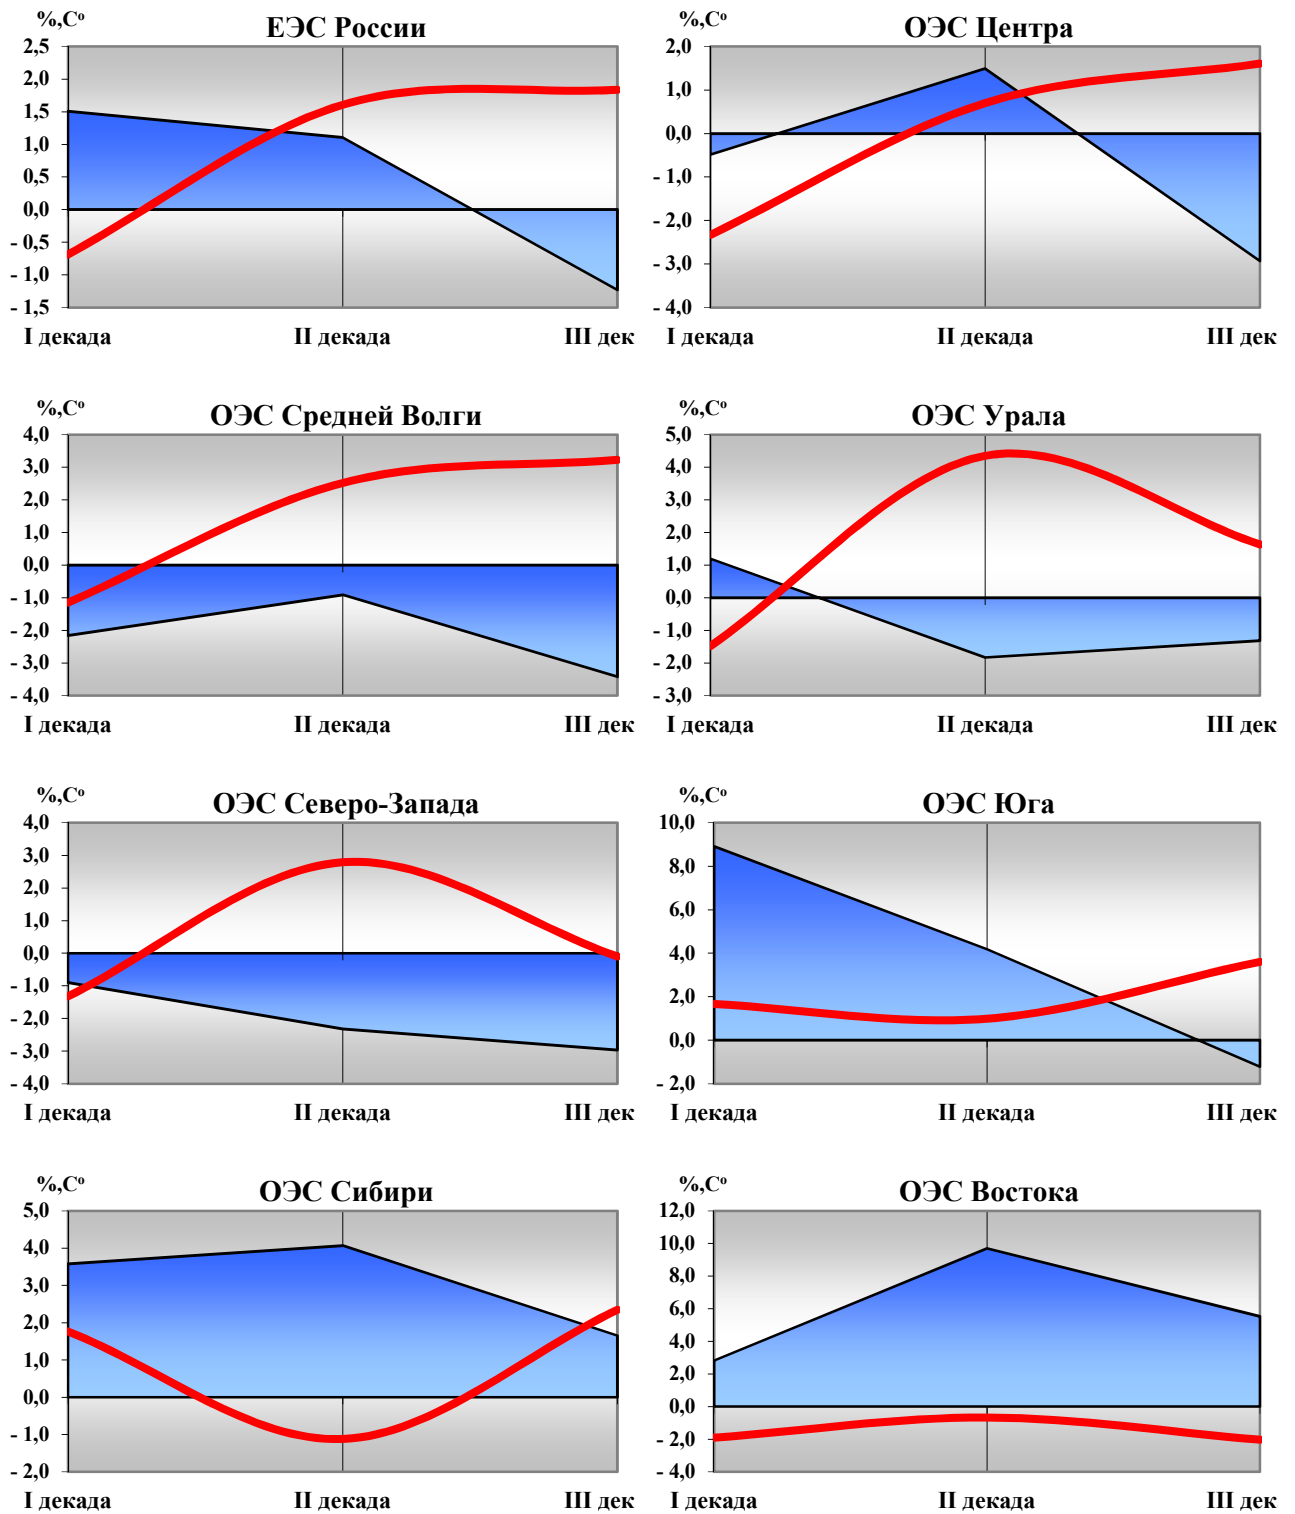 %,Cº
ЕЭС России
2,5
2,0
1,5
1,0
0,5
0,0
- 0,5
- 1,0
- 1,5
I декада
II декада
III дек
%,Cº
ОЭС Центра
2,0
1,0
0,0
- 1,0
- 2,0
- 3,0
- 4,0
I декада
II декада
III дек
%,Cº
ОЭС Средней Волги
4,0
3,0
2,0
1,0
0,0
- 1,0
- 2,0
- 3,0
- 4,0
I декада
II декада
III дек
%,Cº
ОЭС Урала
5,0
4,0
3,0
2,0
1,0
0,0
- 1,0
- 2,0
- 3,0
I декада
II декада
III дек
%,Cº
ОЭС Северо-Запада
4,0
3,0
2,0
1,0
0,0
- 1,0
- 2,0
- 3,0
- 4,0
I декада
II декада
III дек
%,Cº
ОЭС Юга
10,0
8,0
6,0
4,0
2,0
0,0
- 2,0
I декада
II декада
III дек
%,Cº
ОЭС Сибири
5,0
4,0
3,0
2,0
1,0
0,0
- 1,0
- 2,0
I декада
II декада
III дек
%,Cº
ОЭС Востока
12,0
10,0
8,0
6,0
4,0
2,0
0,0
- 2,0
- 4,0
I декада
II декада
III дек